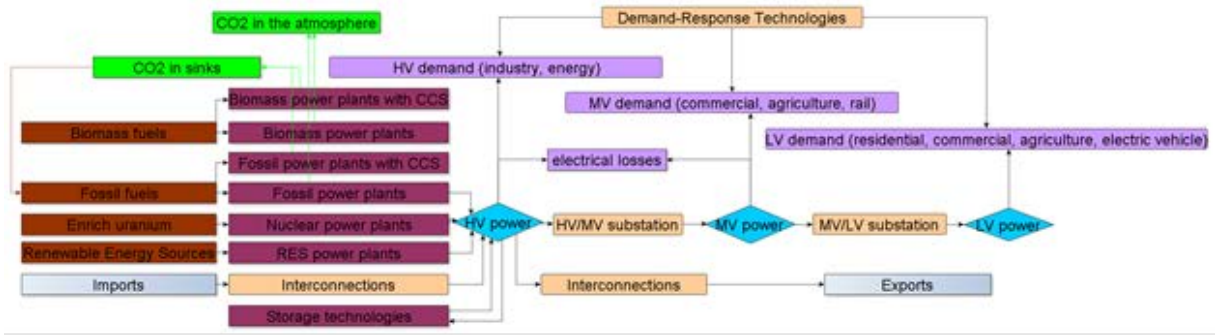 CO2 in the atmosphere
Demand-Response Technologies
CO2 in sinks
HV demand (industry, energy)
Biomass power plants with CCS
MV demand (commercial, agriculture, rail)
Biomass fuels
Biomass power plants
LV demand (residential, commercial, agriculture, electric vehicle)
Fossil power plants with CCS
electrical losses
Fossil fuels
Fossil power plants
Enrich uranium
Nuclear power plants
HV power
HV/MV substation
MV power
MV/LV substation
LV power
Renewable Energy Sources
RES power plants
Imports
Interconnections
Interconnections
Exports
Storage technologies